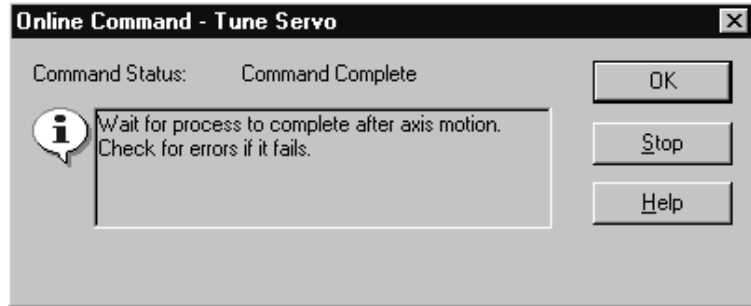 Online Command - Tune Servo
Command Status: Command Complete
OK
Wait for process to complete after axis motion.
Check for errors if it fails.
Stop
Help